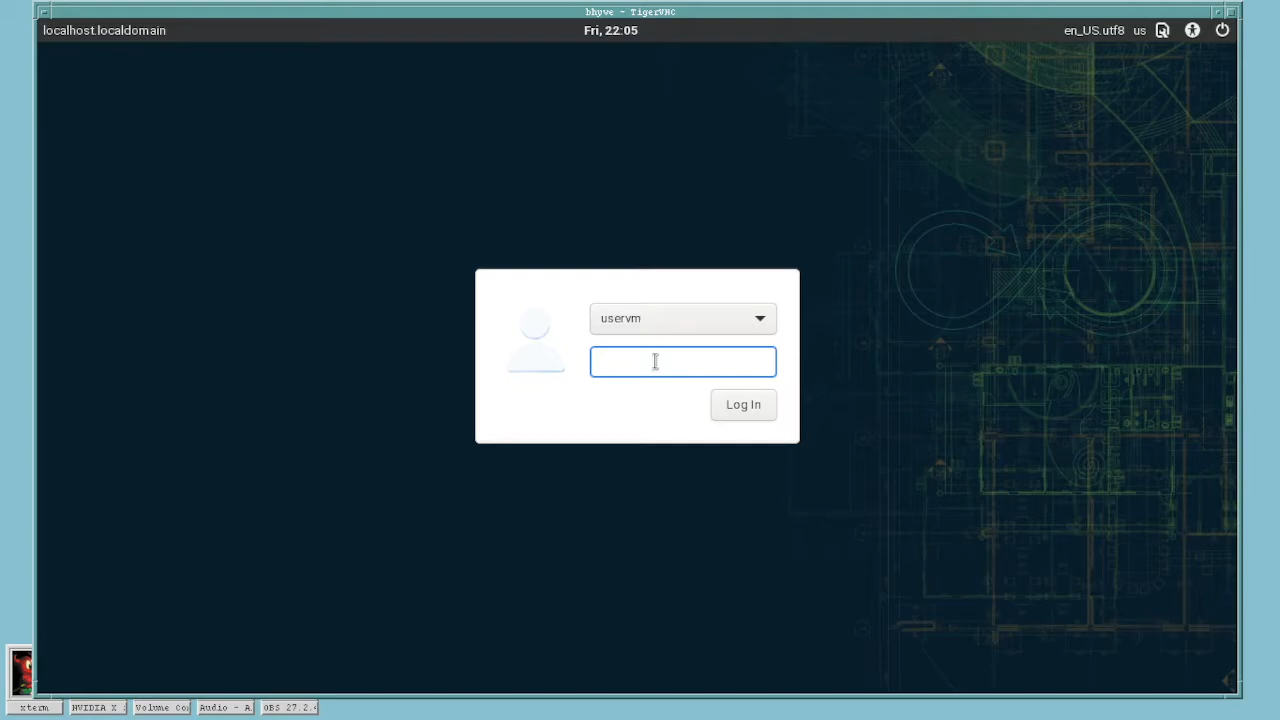 bhyve - TigerVNC
localhost.localdomain
Fri, 22:05
en_US.utf8 us
uservm
Log In
xterm
NVIDIA X
Volume Co
Audio - A
OBS 27.2.